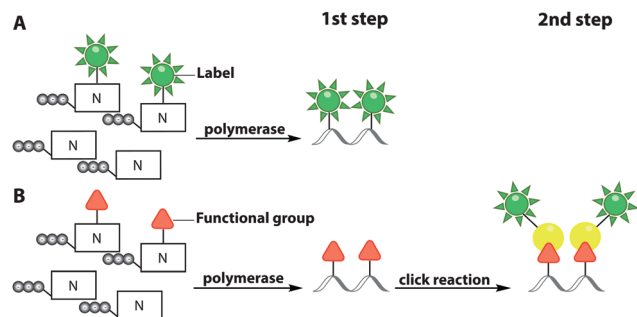 A
1st step
2nd step
N
N
Label
polymerase
N
N
B
N
N
Functional group
polymerase
click reaction
N
N